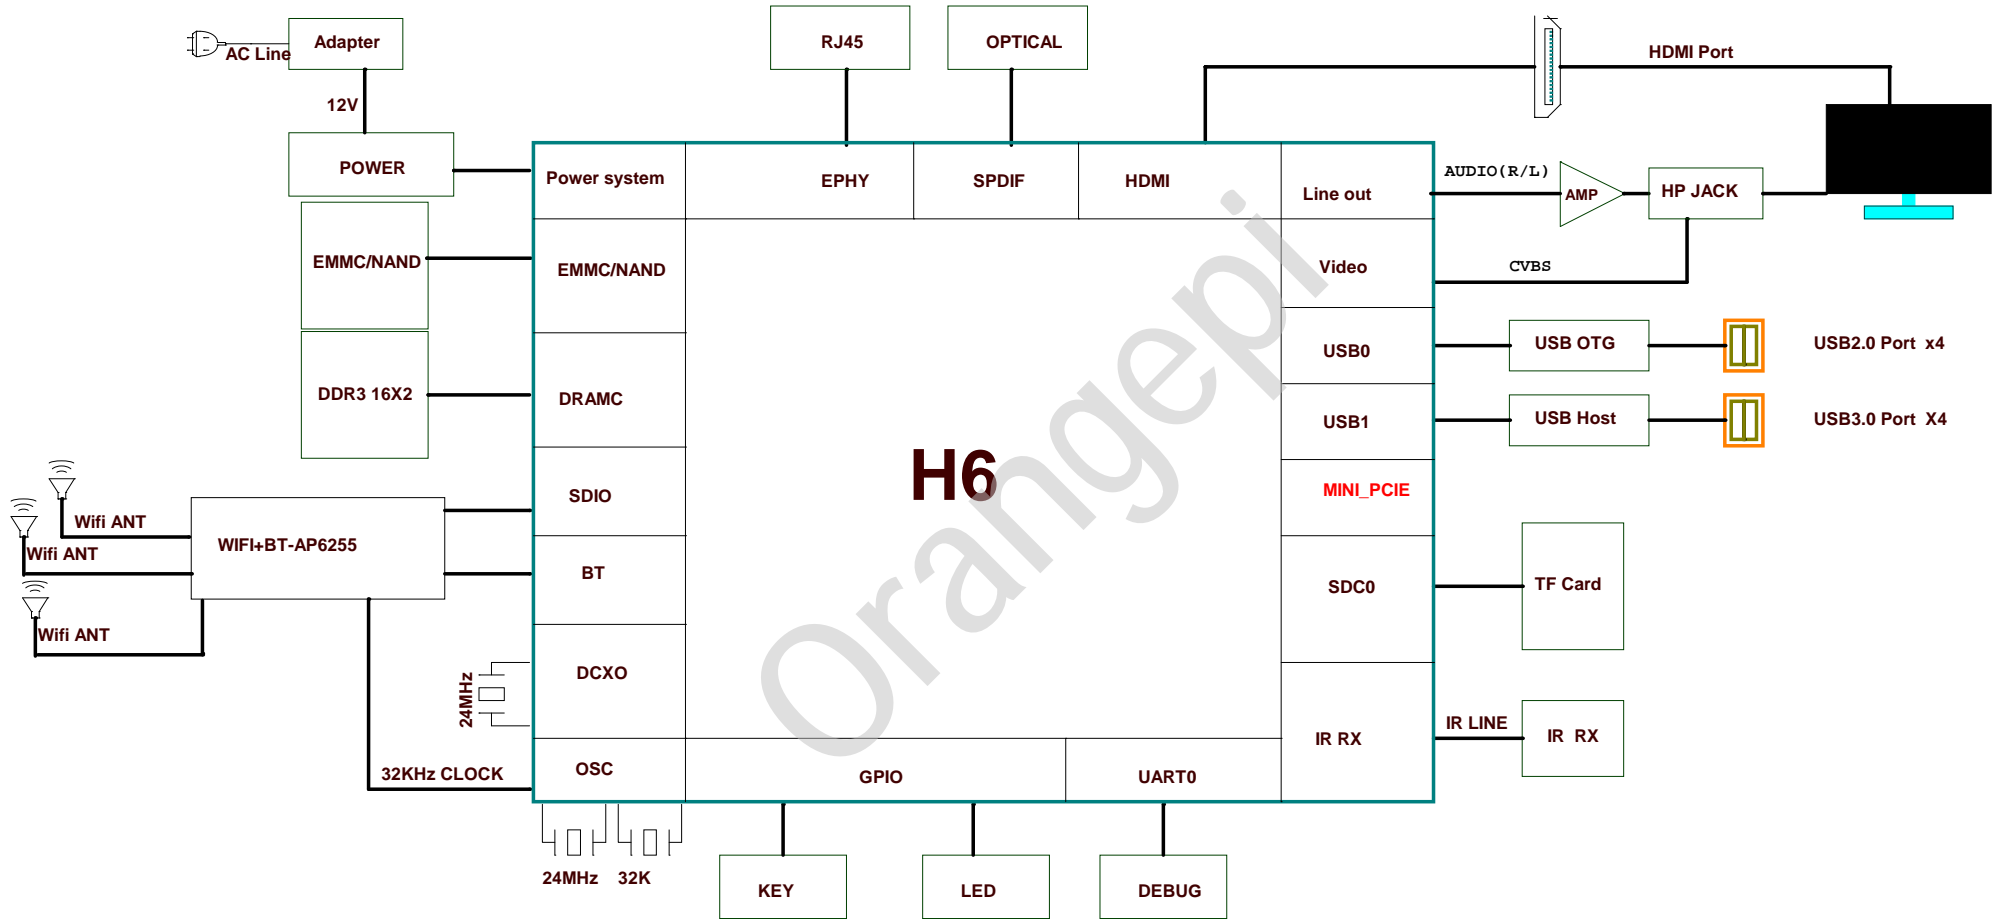 AC Line
Adapter
RJ45
OPTICAL
HDMI Port
12V
POWER
Power system
EPHY
SPDIF
HDMI
Line out
AUDIO(R/L)
AMP
HP JACK
EMMC/NAND
EMMC/NAND
Video
CVBS
DDR3 16X2
DRAMC
USB0
USB OTG
USB2.0 Port x4
USB1
USB Host
USB3.0 Port X4
H6
Orangepi
MINI_PCIE
Wifi ANT
Wifi ANT
Wifi ANT
WIFI+BT-AP6255
SDIO
BT
SDC0
TF Card
24MHz
DCXO
IR RX
IR LINE
IR RX
32KHz CLOCK
OSC
GPIO
UART0
24MHz
32K
KEY
LED
DEBUG